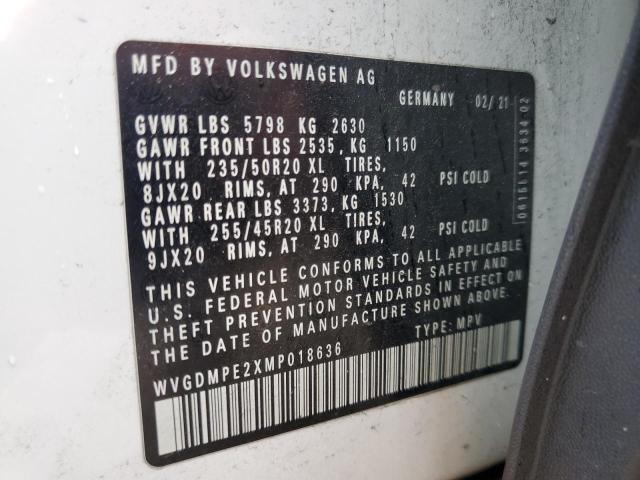 MFD BY VOLKSWAGEN AG
GERMANY 02/21
GVWR LBS 5798 KG 2630
GAWR FRONT LBS 2535, KG 1150
WITH 235/50R20 XL TIRES,
8JX20 RIMS, AT 290 KPA, 42 PSI COLD
GAWR REAR LBS 3373, KG 1530
WITH 255/45R20 XL TIRES,
9JX20 RIMS, AT 290 KPA, 42 PSI COLD
THIS VEHICLE CONFORMS TO ALL APPLICABLE
U.S. FEDERAL MOTOR VEHICLE SAFETY AND
THEFT PREVENTION STANDARDS IN EFFECT ON
THE DATE OF MANUFACTURE SHOWN ABOVE.
TYPE: MPV
WVGDMPE2XMP018636
0615L14 3634 02